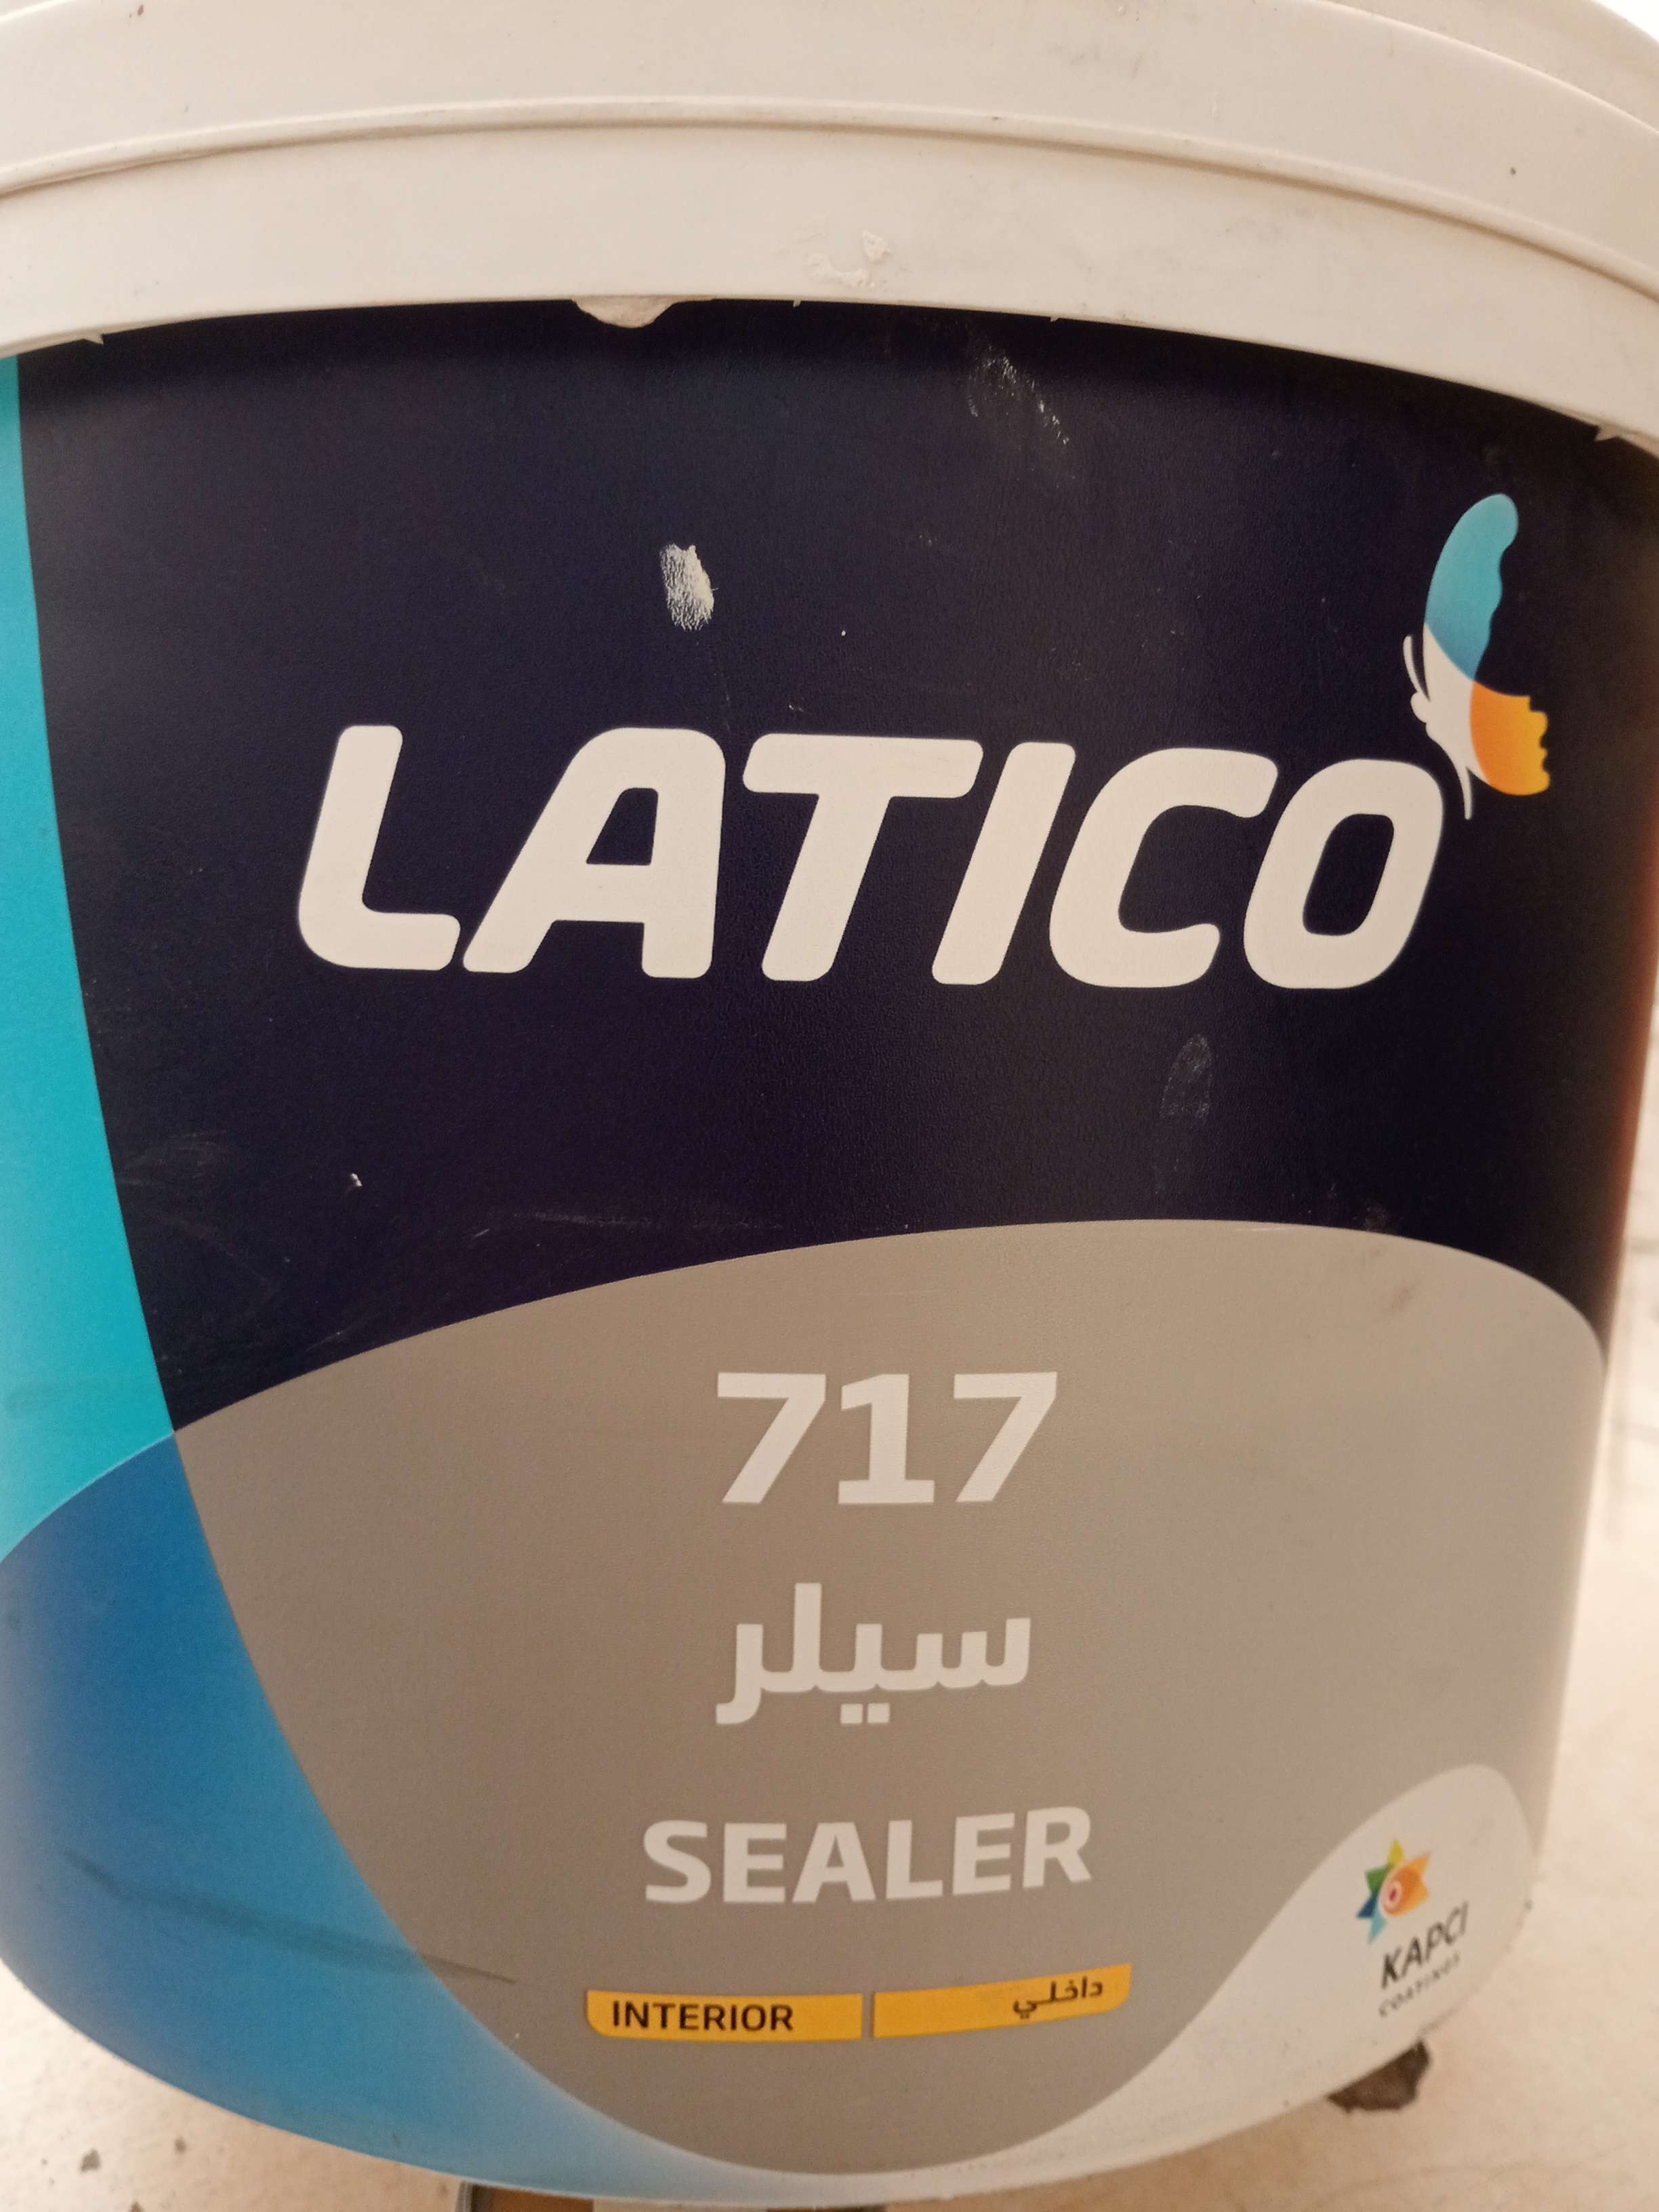 LATICO
717
سيلر
SEALER
INTERIOR داخلي
KAPCI
COATINGS